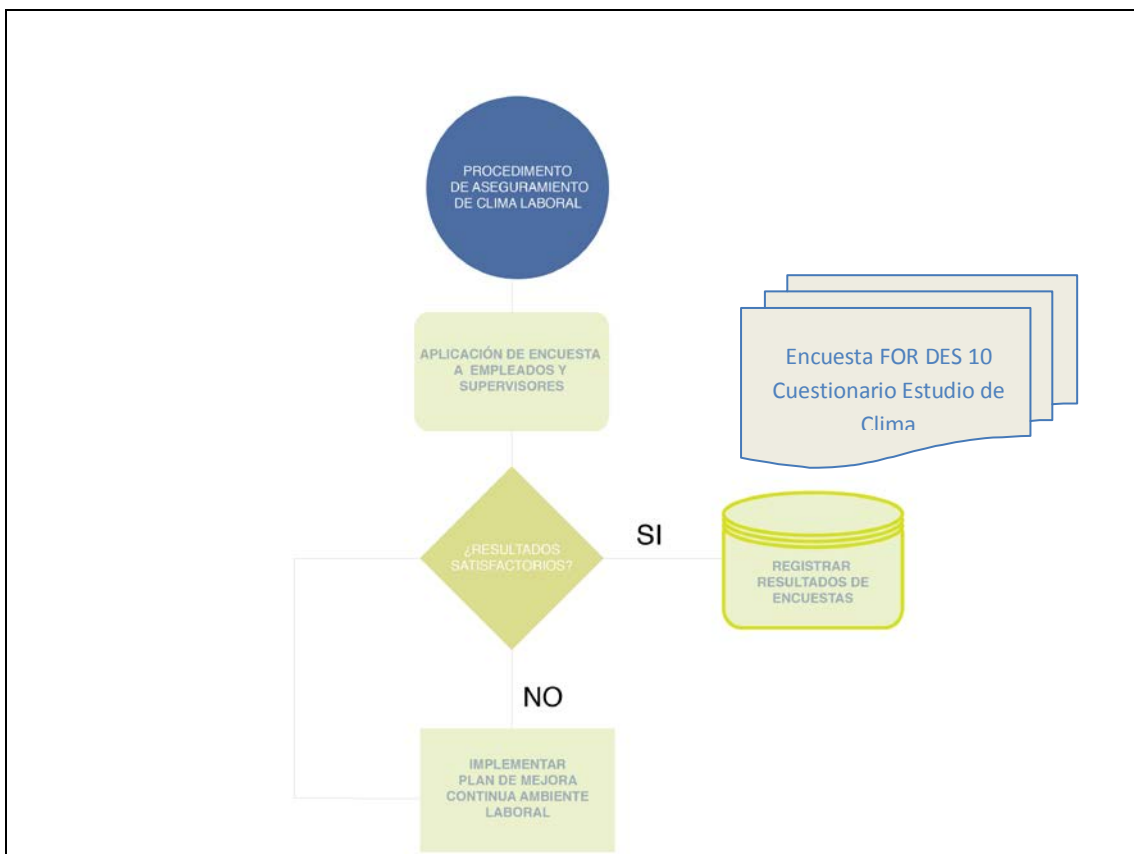 PROCEDIMENTO
DE ASEGURAMIENTO
DE CLIMA LABORAL
APLICACIÓN DE ENCUESTA
A EMPLEADOS Y
SUPERVISORES
Encuesta FOR DES 10
Cuestionario Estudio de
Clima
¿RESULTADOS
SATISFACTORIOS?
SI
REGISTRAR
RESULTADOS DE
ENCUESTAS
NO
IMPLEMENTAR
PLAN DE MEJORA
CONTINUA AMBIENTE
LABORAL